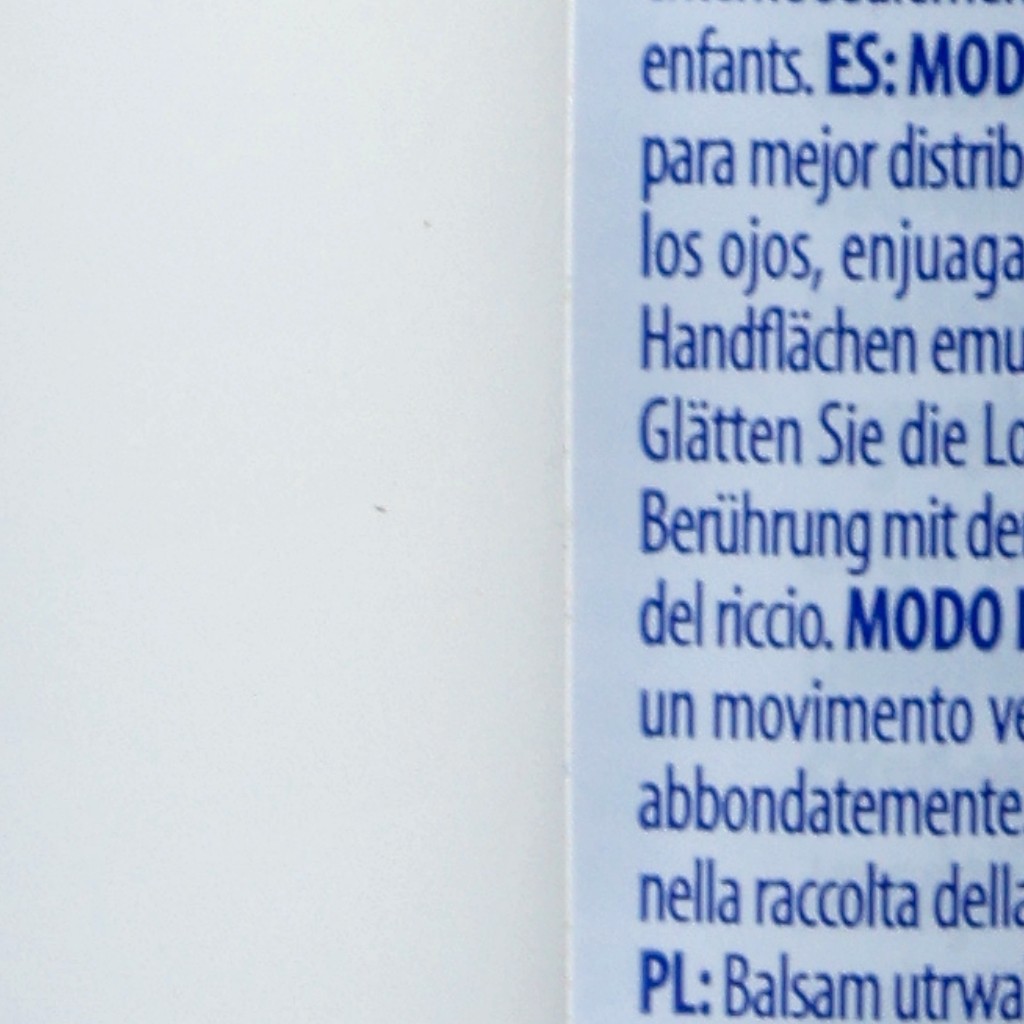 enfants. ES: MOD
para mejor distrib
los ojos, enjuaga
Handflächen emu
Glätten Sie die Lo
Berührung mit der
del riccio. MODO
un movimento ve
abbondatemente
nella raccolta della
PL: Balsam utrwa